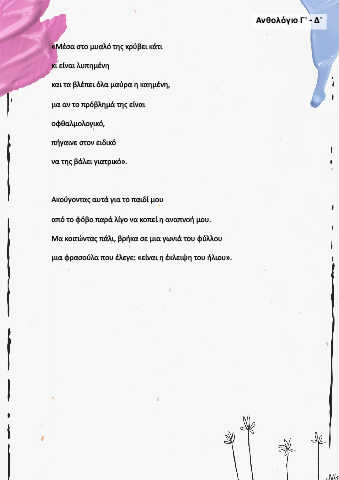 Ανθολόγιο Γ' - Δ'
«Μέσα στο μυαλό της κρύβει κάτι
κι είναι λυπημένη
και τα βλέπει όλα μαύρα η καημένη,
μα αν το πρόβλημά της είναι
οφθαλμολογικό,
πήγαινε στον ειδικό
να της βάλει γιατρικό».
Ακούγοντας αυτά για το παιδί μου
από το φόβο παρά λίγο να κοπεί η αναπνοή μου.
Μα κοιτώντας πάλι, βρήκα σε μια γωνιά του φύλλου
μια φρασούλα που έλεγε: «είναι η έκλειψη του ήλιου».